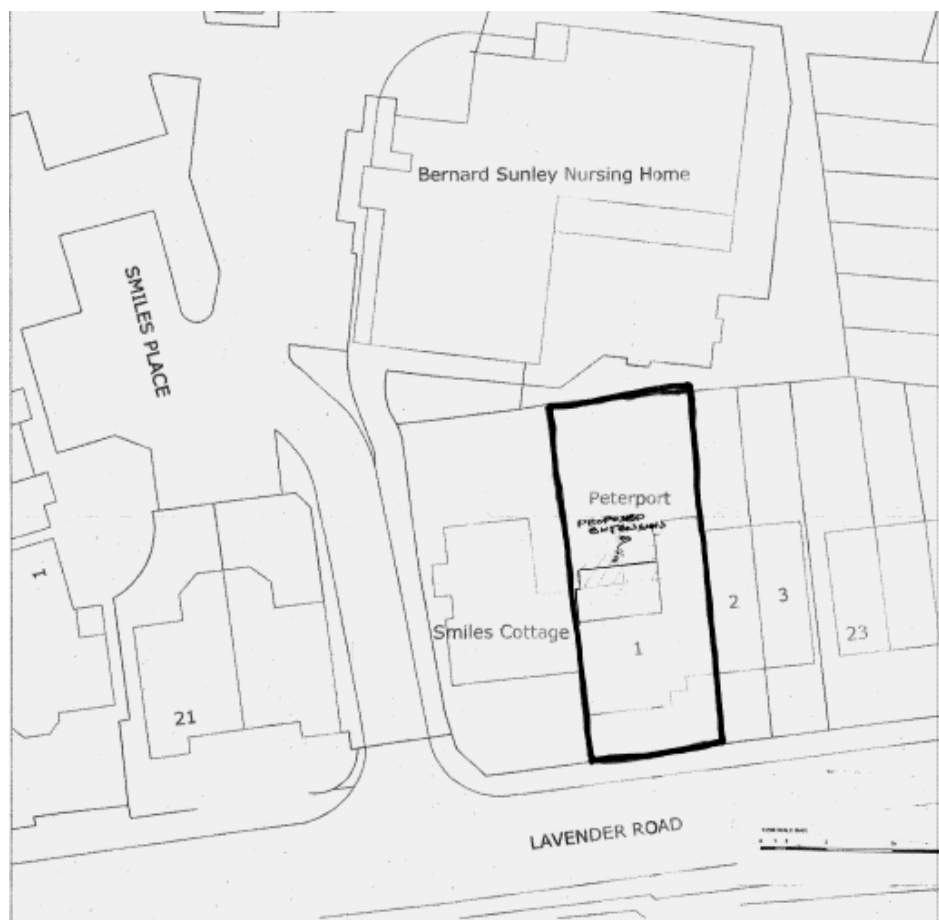 Bernard Sunley Nursing Home
SMILES PLACE
Peterport
PROPOSED
EXTENSIONS
Smiles Cottage
1
2
3
23
1
21
LAVENDER ROAD